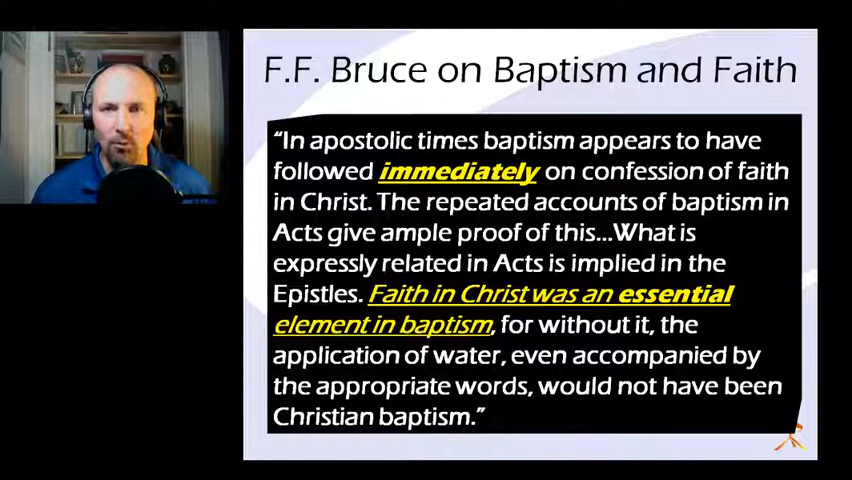 F.F. Bruce on Baptism and Faith
“In apostolic times baptism appears to have
followed immediately on confession of faith
in Christ. The repeated accounts of baptism in
Acts give ample proof of this...What is
expressly related in Acts is implied in the
Epistles. Faith in Christ was an essential
element in baptism, for without it, the
application of water, even accompanied by
the appropriate words, would not have been
Christian baptism.”